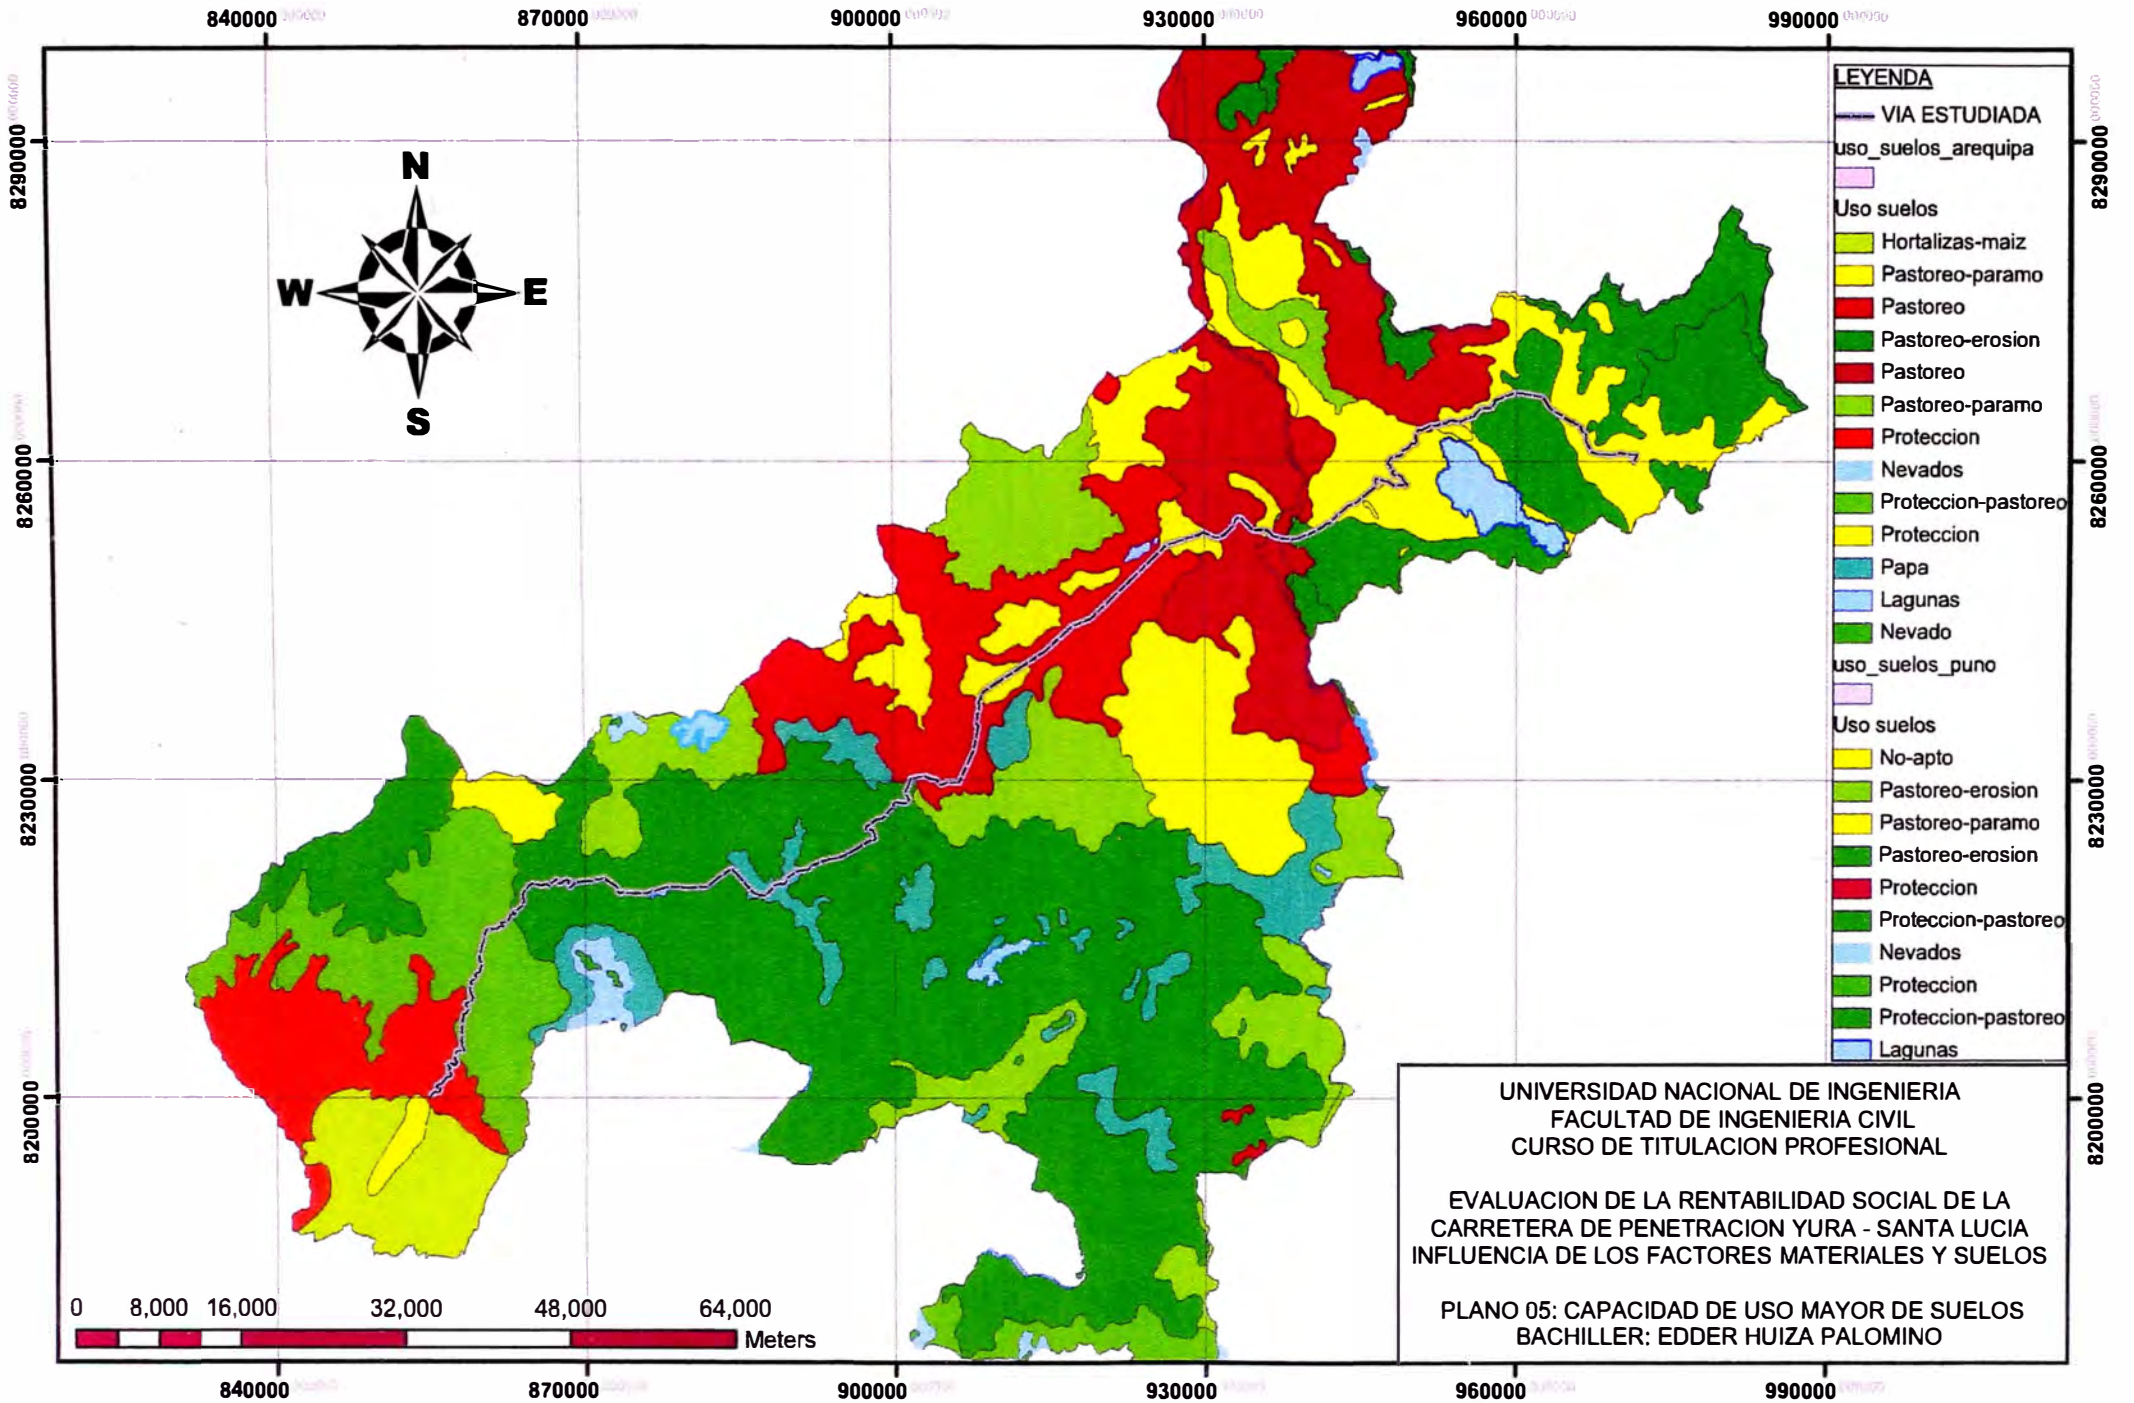 840000 870000 900000 930000 960000 990000
8290000
8260000
8230000
8200000
N
W E
S
LEYENDA
VIA ESTUDIADA
uso_suelos_arequipa
Uso suelos
Hortalizas-maiz
Pastoreo-paramo
Pastoreo
Pastoreo-erosion
Pastoreo
Pastoreo-paramo
Proteccion
Nevados
Proteccion-pastoreo
Proteccion
Papa
Lagunas
Nevado
uso_suelos_puno
Uso suelos
No-apto
Pastoreo-erosion
Pastoreo-paramo
Pastoreo-erosion
Proteccion
Proteccion-pastoreo
Nevados
Proteccion
Proteccion-pastoreo
Lagunas
8290000
8260000
8230000
8200000
UNIVERSIDAD NACIONAL DE INGENIERIA
FACULTAD DE INGENIERIA CIVIL
CURSO DE TITULACION PROFESIONAL
EVALUACION DE LA RENTABILIDAD SOCIAL DE LA
CARRETERA DE PENETRACION YURA - SANTA LUCIA
INFLUENCIA DE LOS FACTORES MATERIALES Y SUELOS
PLANO 05: CAPACIDAD DE USO MAYOR DE SUELOS
BACHILLER: EDDER HUIZA PALOMINO
0 8,000 16,000 32,000 48,000 64,000
Meters
840000 870000 900000 930000 960000 990000